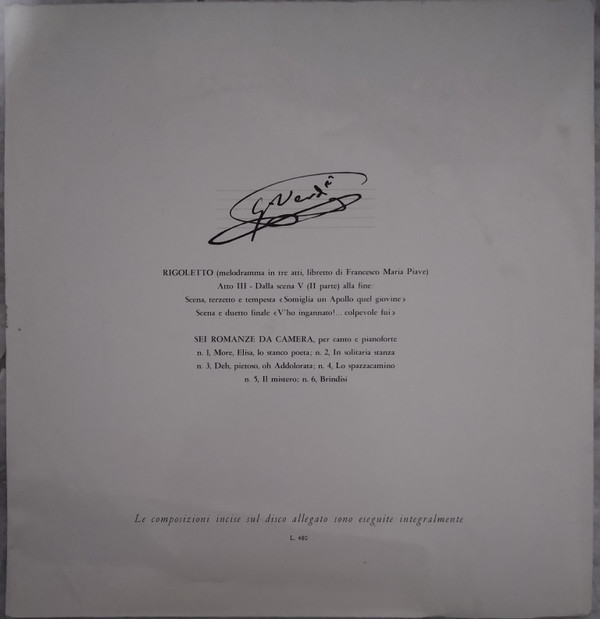 G. Verdi
RIGOLETTO (melodramma in tre atti, libretto di Francesco Maria Piave)
Atto III - Dalla scena V (II parte) alla fine:
Scena, terzetto e tempesta «Somiglia un Apollo quel giovine»
Scena e duetto finale «V'ho ingannato!... colpevole fui»
SEI ROMANZE DA CAMERA, per canto e pianoforte
n. 1, More, Elisa, lo stanco poeta; n. 2, In solitaria stanza
n. 3, Deh, pietoso, oh Addolorata; n. 4, Lo spazzacamino
n. 5, Il mistero; n. 6, Brindisi
Le composizioni incise sul disco allegato sono eseguite integralmente
L. 480